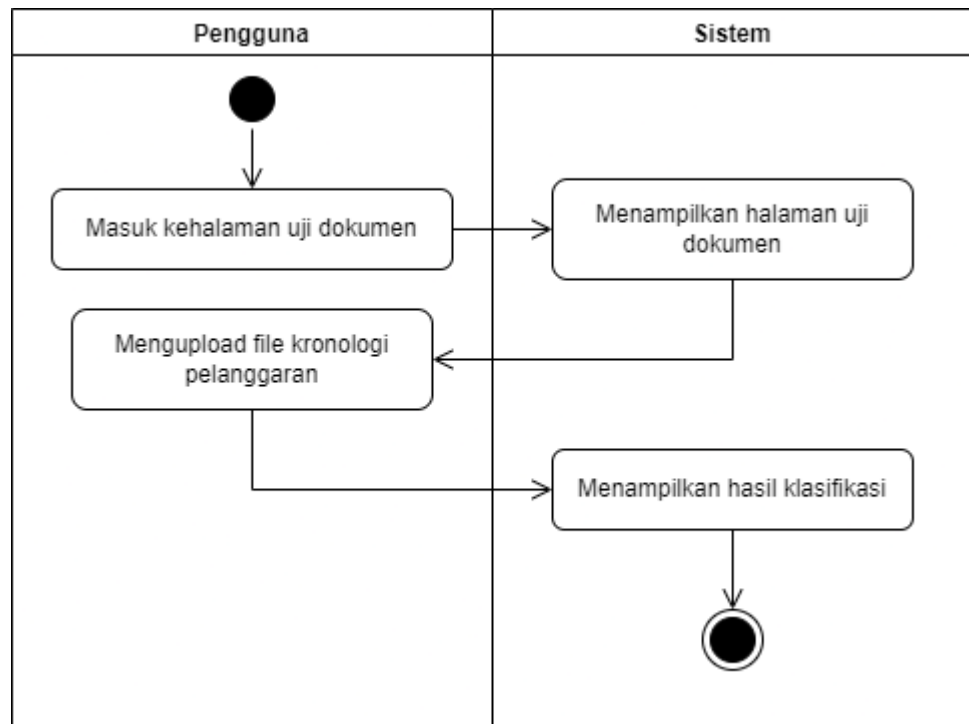 Pengguna
Sistem
Masuk kehalaman uji dokumen
Menampilkan halaman uji
dokumen
Mengupload file kronologi
pelanggaran
Menampilkan hasil klasifikasi